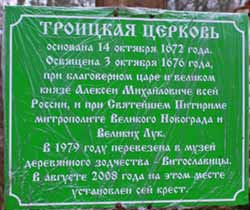 ТРОИЦКАЯ ЦЕРКОВЬ
основана 14 октября 1672 года.
Освящена 3 октября 1676 года,
при благоверном царе и великом
князе Алексеи Михайловиче всей
России, и при Святейшем Питириме
митрополите Великого Новограда и
Великих Лук.
В 1979 году перевезена в музей
деревянного зодчества - Витославлицы.
В августе 2008 года на этом месте
установлен сей крест.